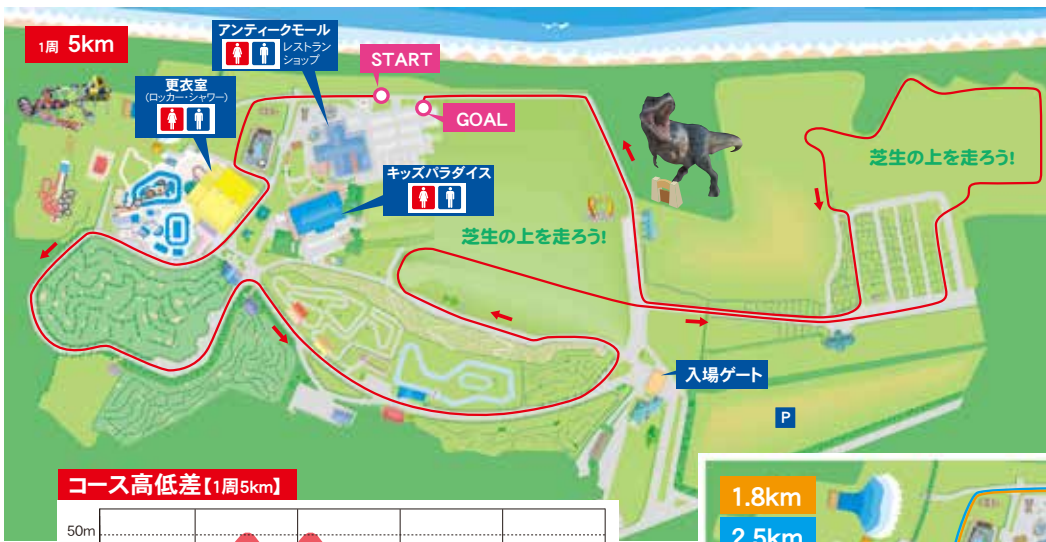 1周 5km
アンティークモール
レストラン
ショップ
START
GOAL
更衣室
(ロッカー・シャワー)
キッズパラダイス
芝生の上を走ろう!
芝生の上を走ろう!
入場ゲート
P
コース高低差【1周5km】
50m
1.8km
2.5km